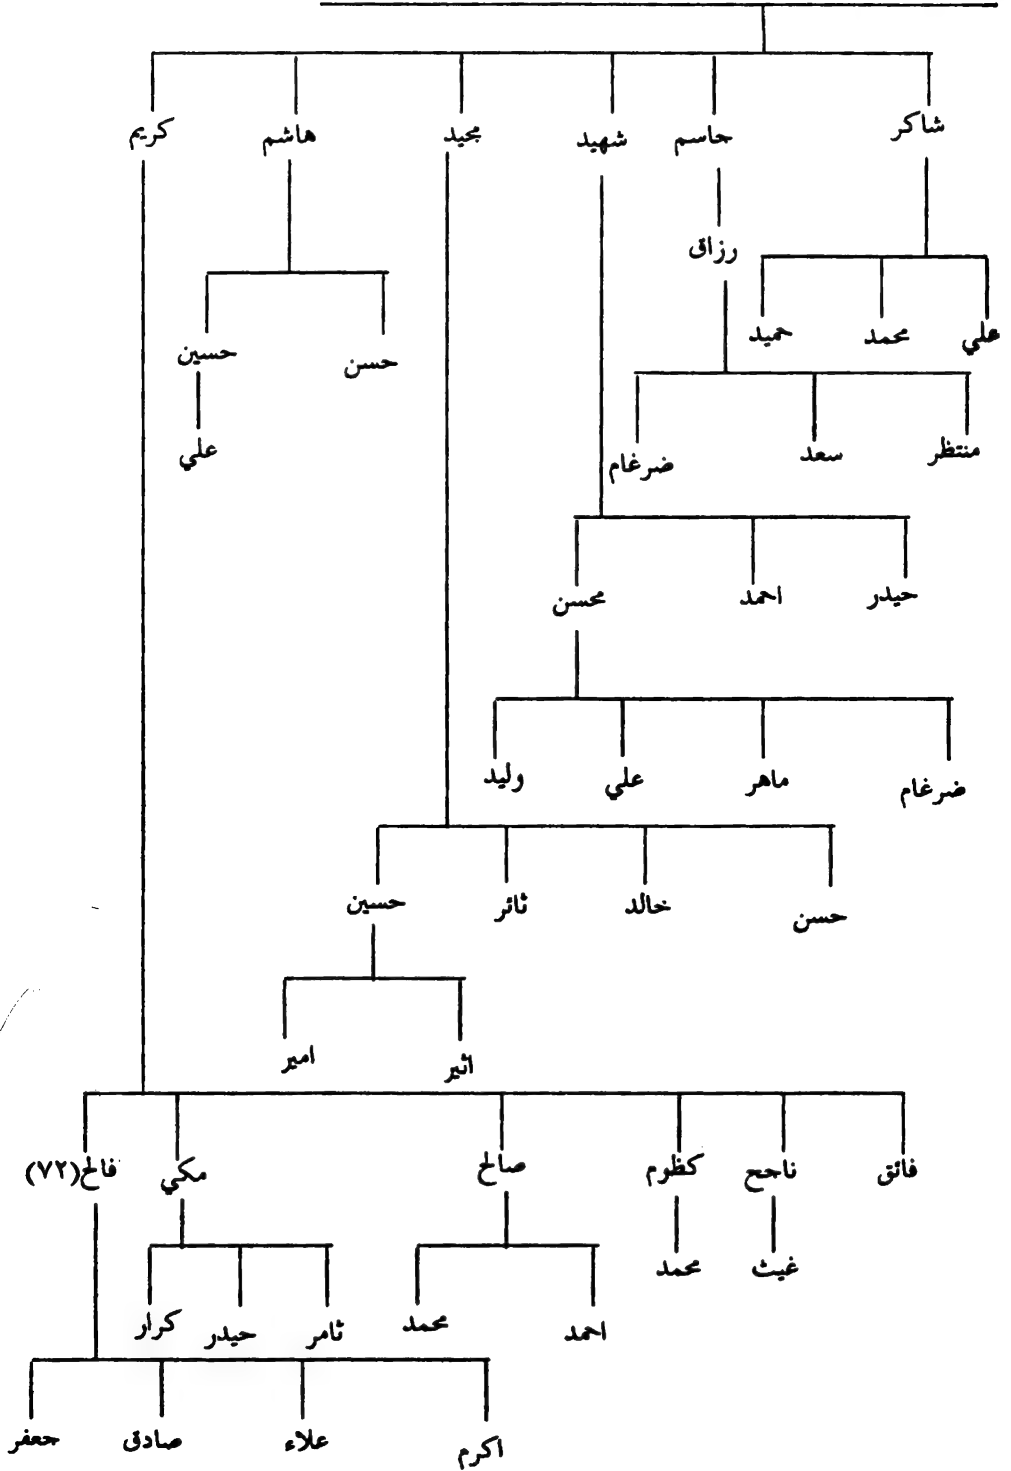 شاكر حاسم شهيد مجيد هاشم كريم
رزاق
علي محمد حميد
حسن حسين
منتظر سعد ضرغام
علي
حيدر احمد محسن
ضرغام ماهر علي وليد
حسن خالد ثائر حسين
اثير امير
فائق ناجح كظوم صالح مكي فالح (٧٢)
غيث محمد
احمد محمد ثامر حيدر كرار
اكرم علاء صادق حعفر